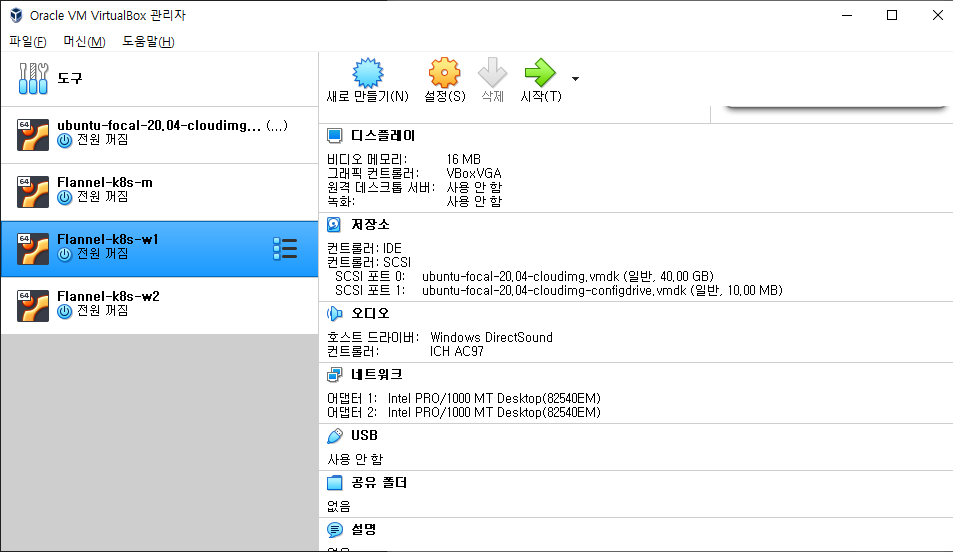 Oracle VM VirtualBox 관리자
파일(F) 머신(M) 도움말(H)
도구
새로 만들기(N) 설정(S) 삭제 시작(T)
64
ubuntu-focal-20.04-cloudimg... (...)
전원 꺼짐
64
Flannel-k8s-m
전원 꺼짐
64
Flannel-k8s-w1
전원 꺼짐
64
Flannel-k8s-w2
전원 꺼짐
디스플레이
비디오 메모리: 16 MB
그래픽 컨트롤러: VBoxVGA
원격 데스크톱 서버: 사용 안 함
녹화: 사용 안 함
저장소
컨트롤러: IDE
컨트롤러: SCSI
SCSI 포트 0: ubuntu-focal-20.04-cloudimg.vmdk (일반, 40.00 GB)
SCSI 포트 1: ubuntu-focal-20.04-cloudimg-configdrive.vmdk (일반, 10.00 MB)
오디오
호스트 드라이버: Windows DirectSound
컨트롤러: ICH AC97
네트워크
어댑터 1: Intel PRO/1000 MT Desktop(82540EM)
어댑터 2: Intel PRO/1000 MT Desktop(82540EM)
USB
사용 안 함
공유 폴더
없음
설명